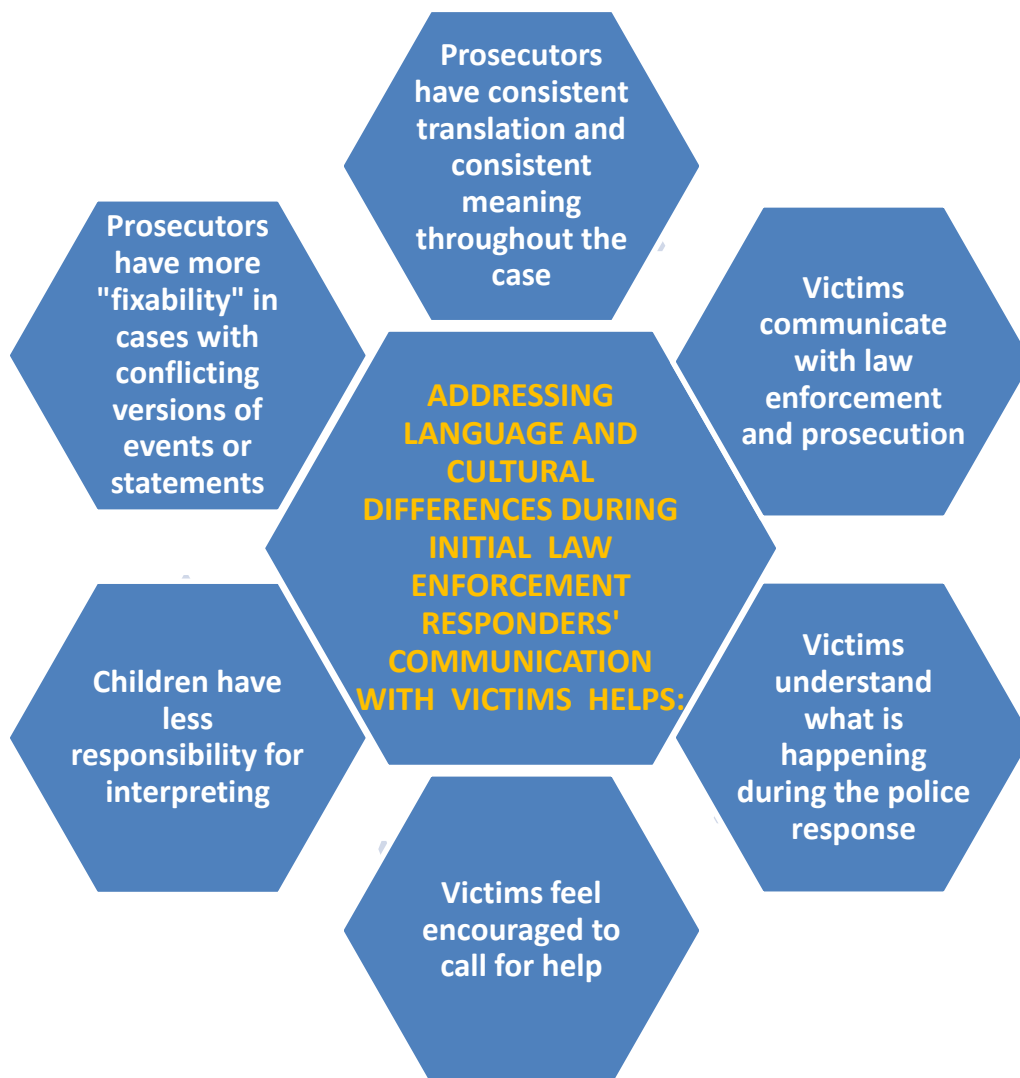 Prosecutors
have consistent
translation and
consistent
meaning
throughout the
case
Victims
communicate
with law
enforcement
and prosecution
Victims
understand
what is
happening
during the police
response
Victims feel
encouraged to
call for help
Children have
less
responsibility for
interpreting
Prosecutors
have more
"fixability" in
cases with
conflicting
versions of
events or
statements
ADDRESSING
LANGUAGE AND
CULTURAL
DIFFERENCES DURING
INITIAL LAW
ENFORCEMENT
RESPONDERS'
COMMUNICATION
WITH VICTIMS HELPS: